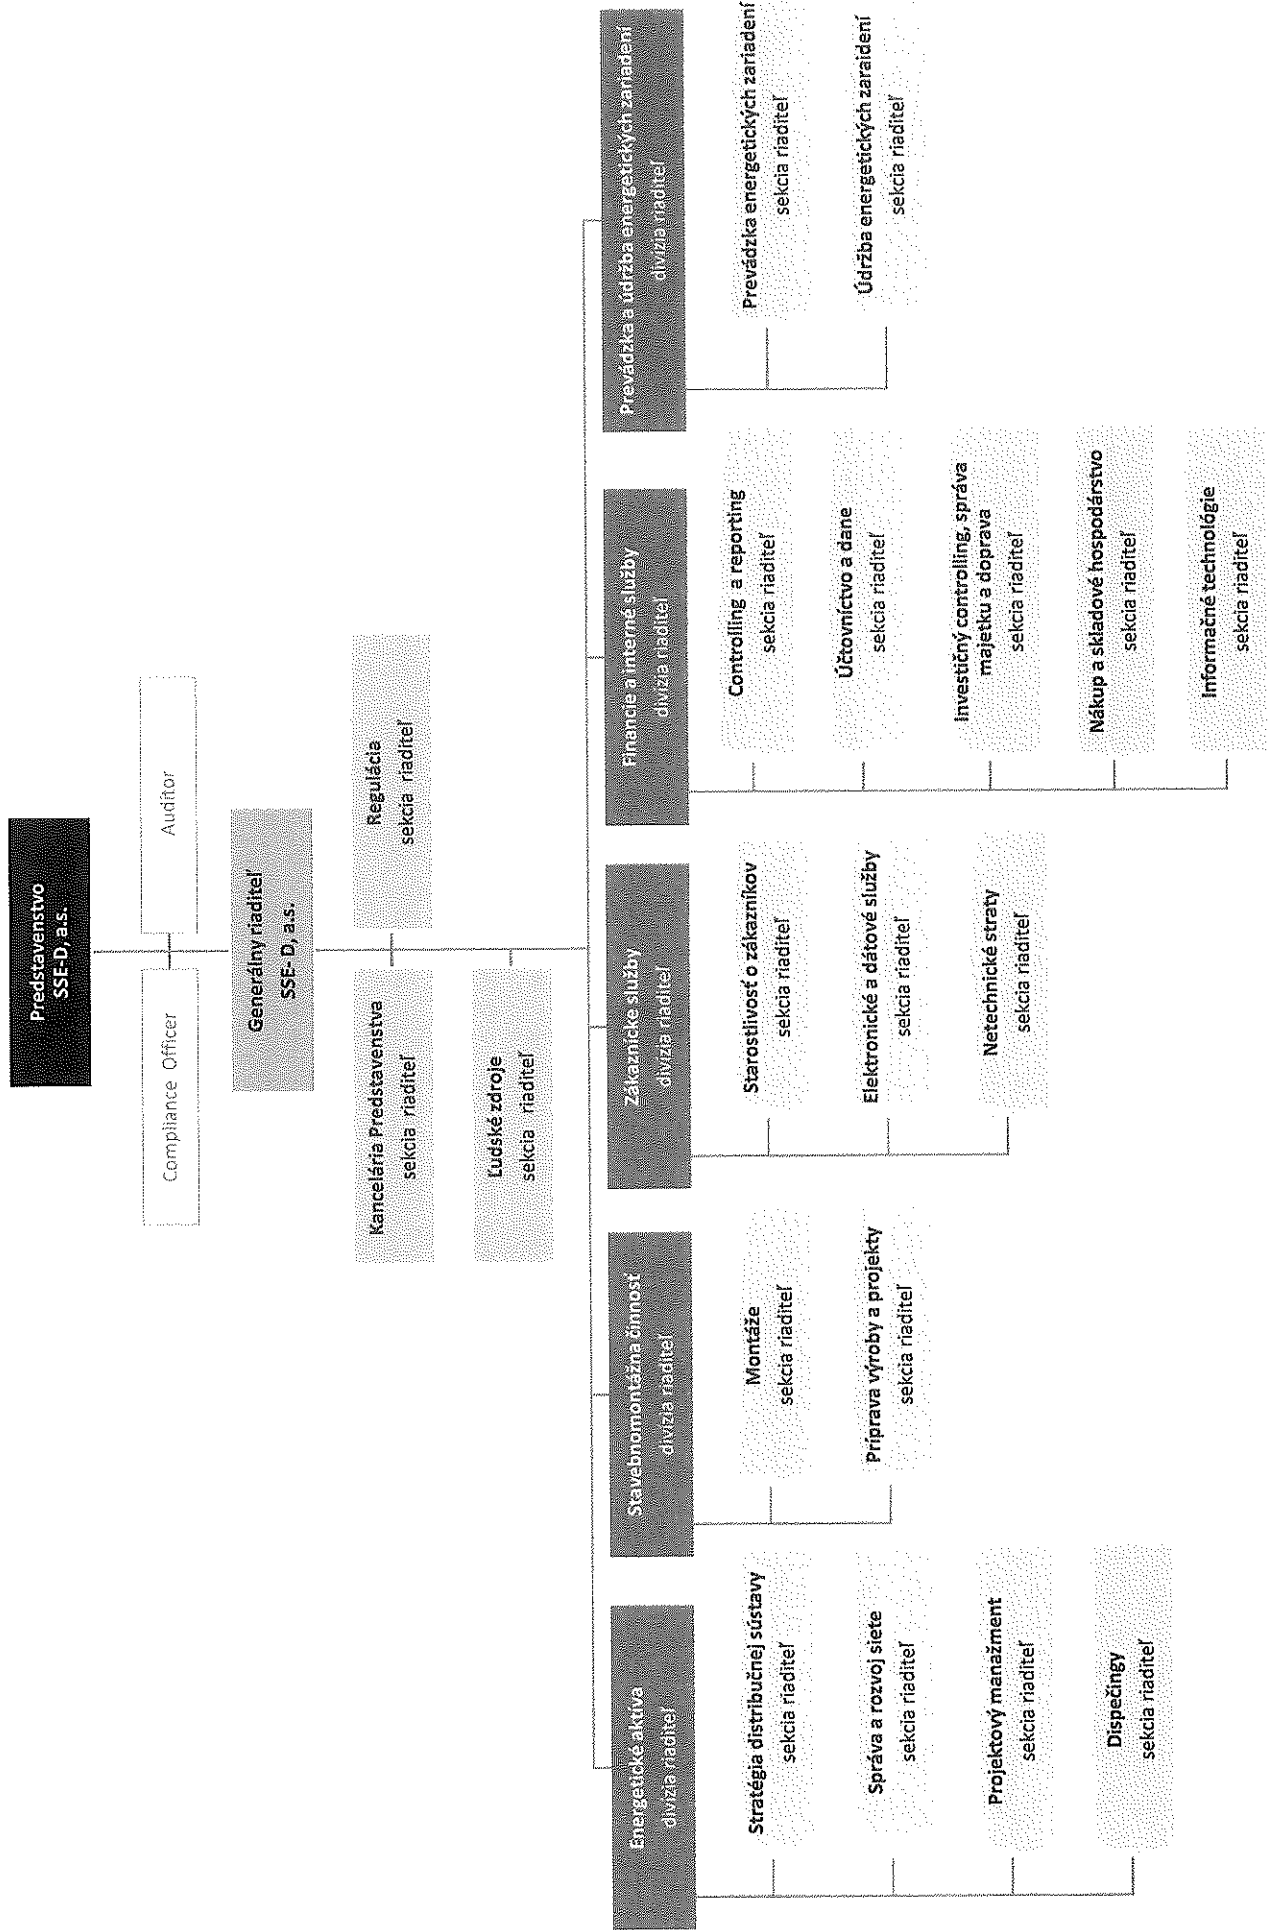 Predstavenstvo
SSE-D, a.s.
Compliance Officer
Auditor
Generálny riaditeľ
SSE- D, a.s.
Kancelária Predstavenstva
sekcia riaditeľ
Regulácia
sekcia riaditeľ
Ľudské zdroje
sekcia riaditeľ
Energetické aktíva
divízia riaditeľ
Stratégia distribučnej sústavy
sekcia riaditeľ
Správa a rozvoj siete
sekcia riaditeľ
Projektový manažment
sekcia riaditeľ
Dispečingy
sekcia riaditeľ
Stavebnomontážna činnosť
divízia riaditeľ
Montáže
sekcia riaditeľ
Príprava výroby a projekty
sekcia riaditeľ
Zákaznícke služby
divízia riaditeľ
Starostlivosť o zákazníkov
sekcia riaditeľ
Elektronické a dátové služby
sekcia riaditeľ
Netechnické straty
sekcia riaditeľ
Financie a interné služby
divízia riaditeľ
Controlling a reporting
sekcia riaditeľ
Účtovníctvo a dane
sekcia riaditeľ
Investičný controlling, správa
majetku a doprava
sekcia riaditeľ
Nákup a skladové hospodárstvo
sekcia riaditeľ
Informačné technológie
sekcia riaditeľ
Prevádzka a údržba energetických zariadení
divízia riaditeľ
Prevádzka energetických zariadení
sekcia riaditeľ
Údržba energetických zaraidení
sekcia riaditeľ